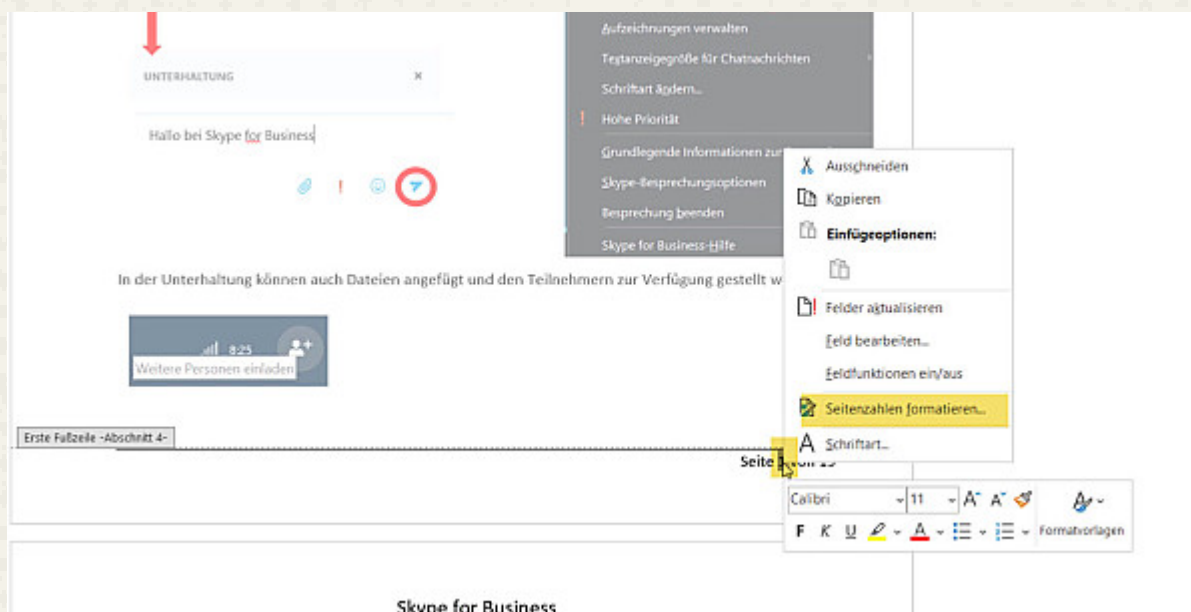 Aufzeichnungen verwalten
Textanzeigegröße für Chatnachrichten
Schriftart ändern...
! Hohe Priorität
Grundlegende Informationen zur
Skype-Besprechungsoptionen
Besprechung beenden
Skype for Business-Hilfe
UNTERHALTUNG ×
Hallo bei Skype for Business
!
Ausschneiden
Kopieren
Einfügeoptionen:
Felder aktualisieren
Feld bearbeiten...
Feldfunktionen ein/aus
Seitenzahlen formatieren...
A Schriftart...
In der Unterhaltung können auch Dateien angefügt und den Teilnehmern zur Verfügung gestellt w
8:25
Weitere Personen einladen
Erste Fußzeile -Abschnitt 4-
Seite von 15
Calibri 11 A A Formatvorlagen
F K U A
Skype for Business